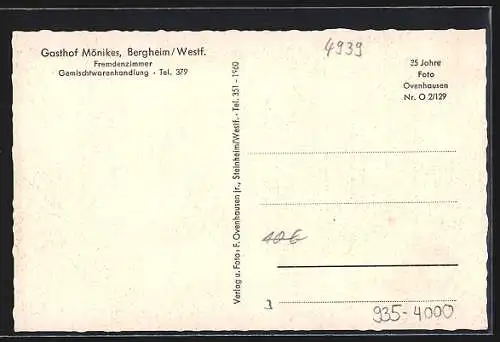 Gasthof Mönikes, Bergheim/Westf.
Fremdenzimmer
Gemischtwarenhandlung · Tel. 379
Verlag u. Foto: F. Ovenhausen jr., Steinheim/Westf. · Tel. 351 - 1960
4939
25 Jahre
Foto
Ovenhausen
Nr. O 2/129
935-4000